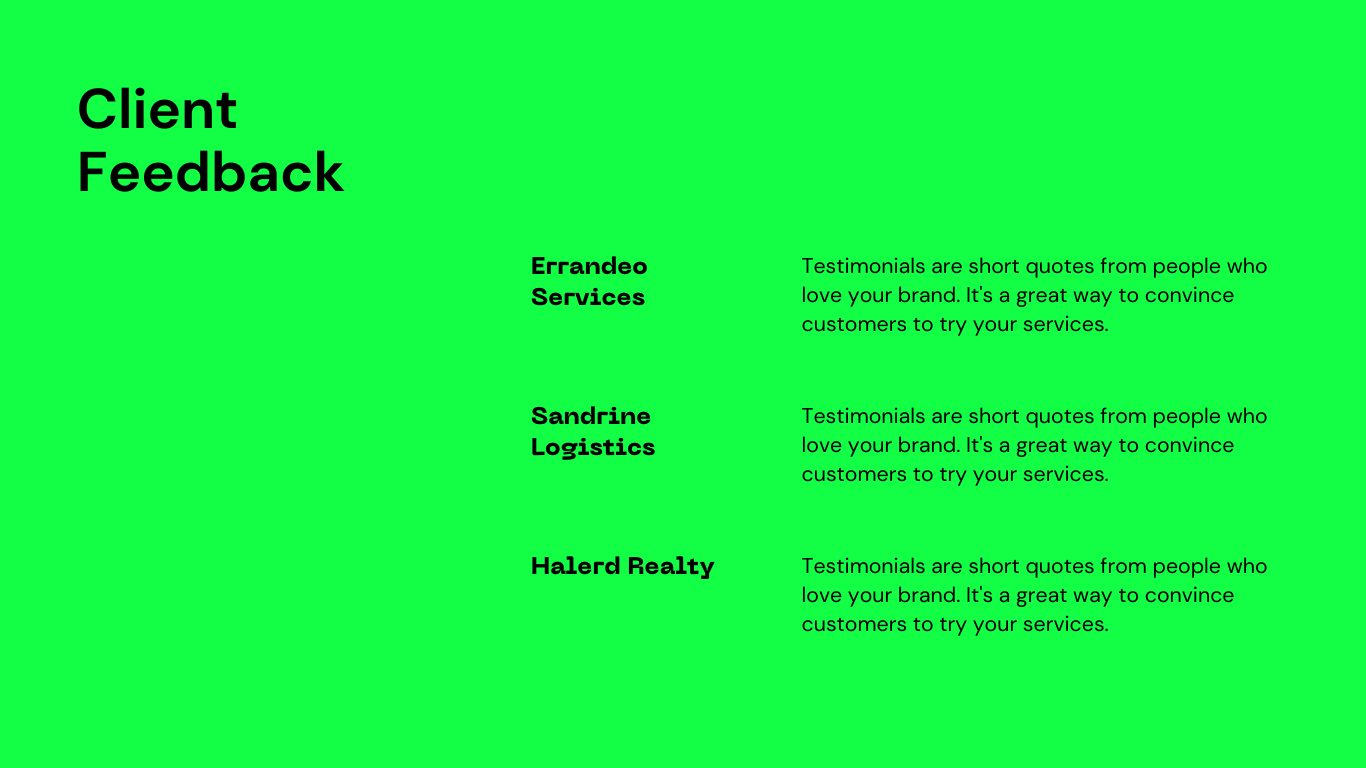 Client
Feedback
Errandeo
Services
Testimonials are short quotes from people who
love your brand. It's a great way to convince
customers to try your services.
Sandrine
Logistics
Testimonials are short quotes from people who
love your brand. It's a great way to convince
customers to try your services.
Halerd Realty
Testimonials are short quotes from people who
love your brand. It's a great way to convince
customers to try your services.